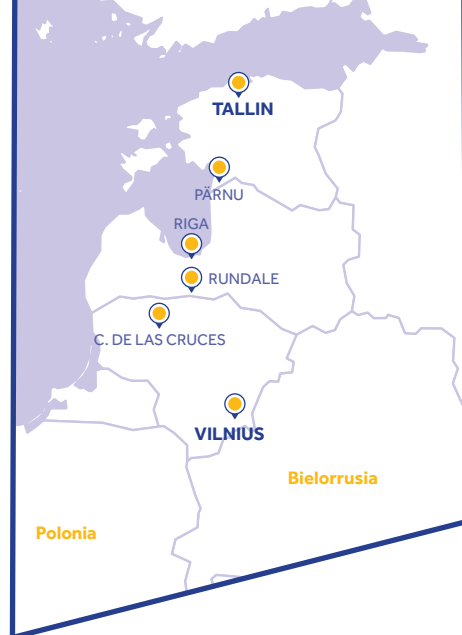 TALLIN
PÄRNU
RIGA
RUNDALE
C. DE LAS CRUCES
VILNIUS
Bielorrusia
Polonia